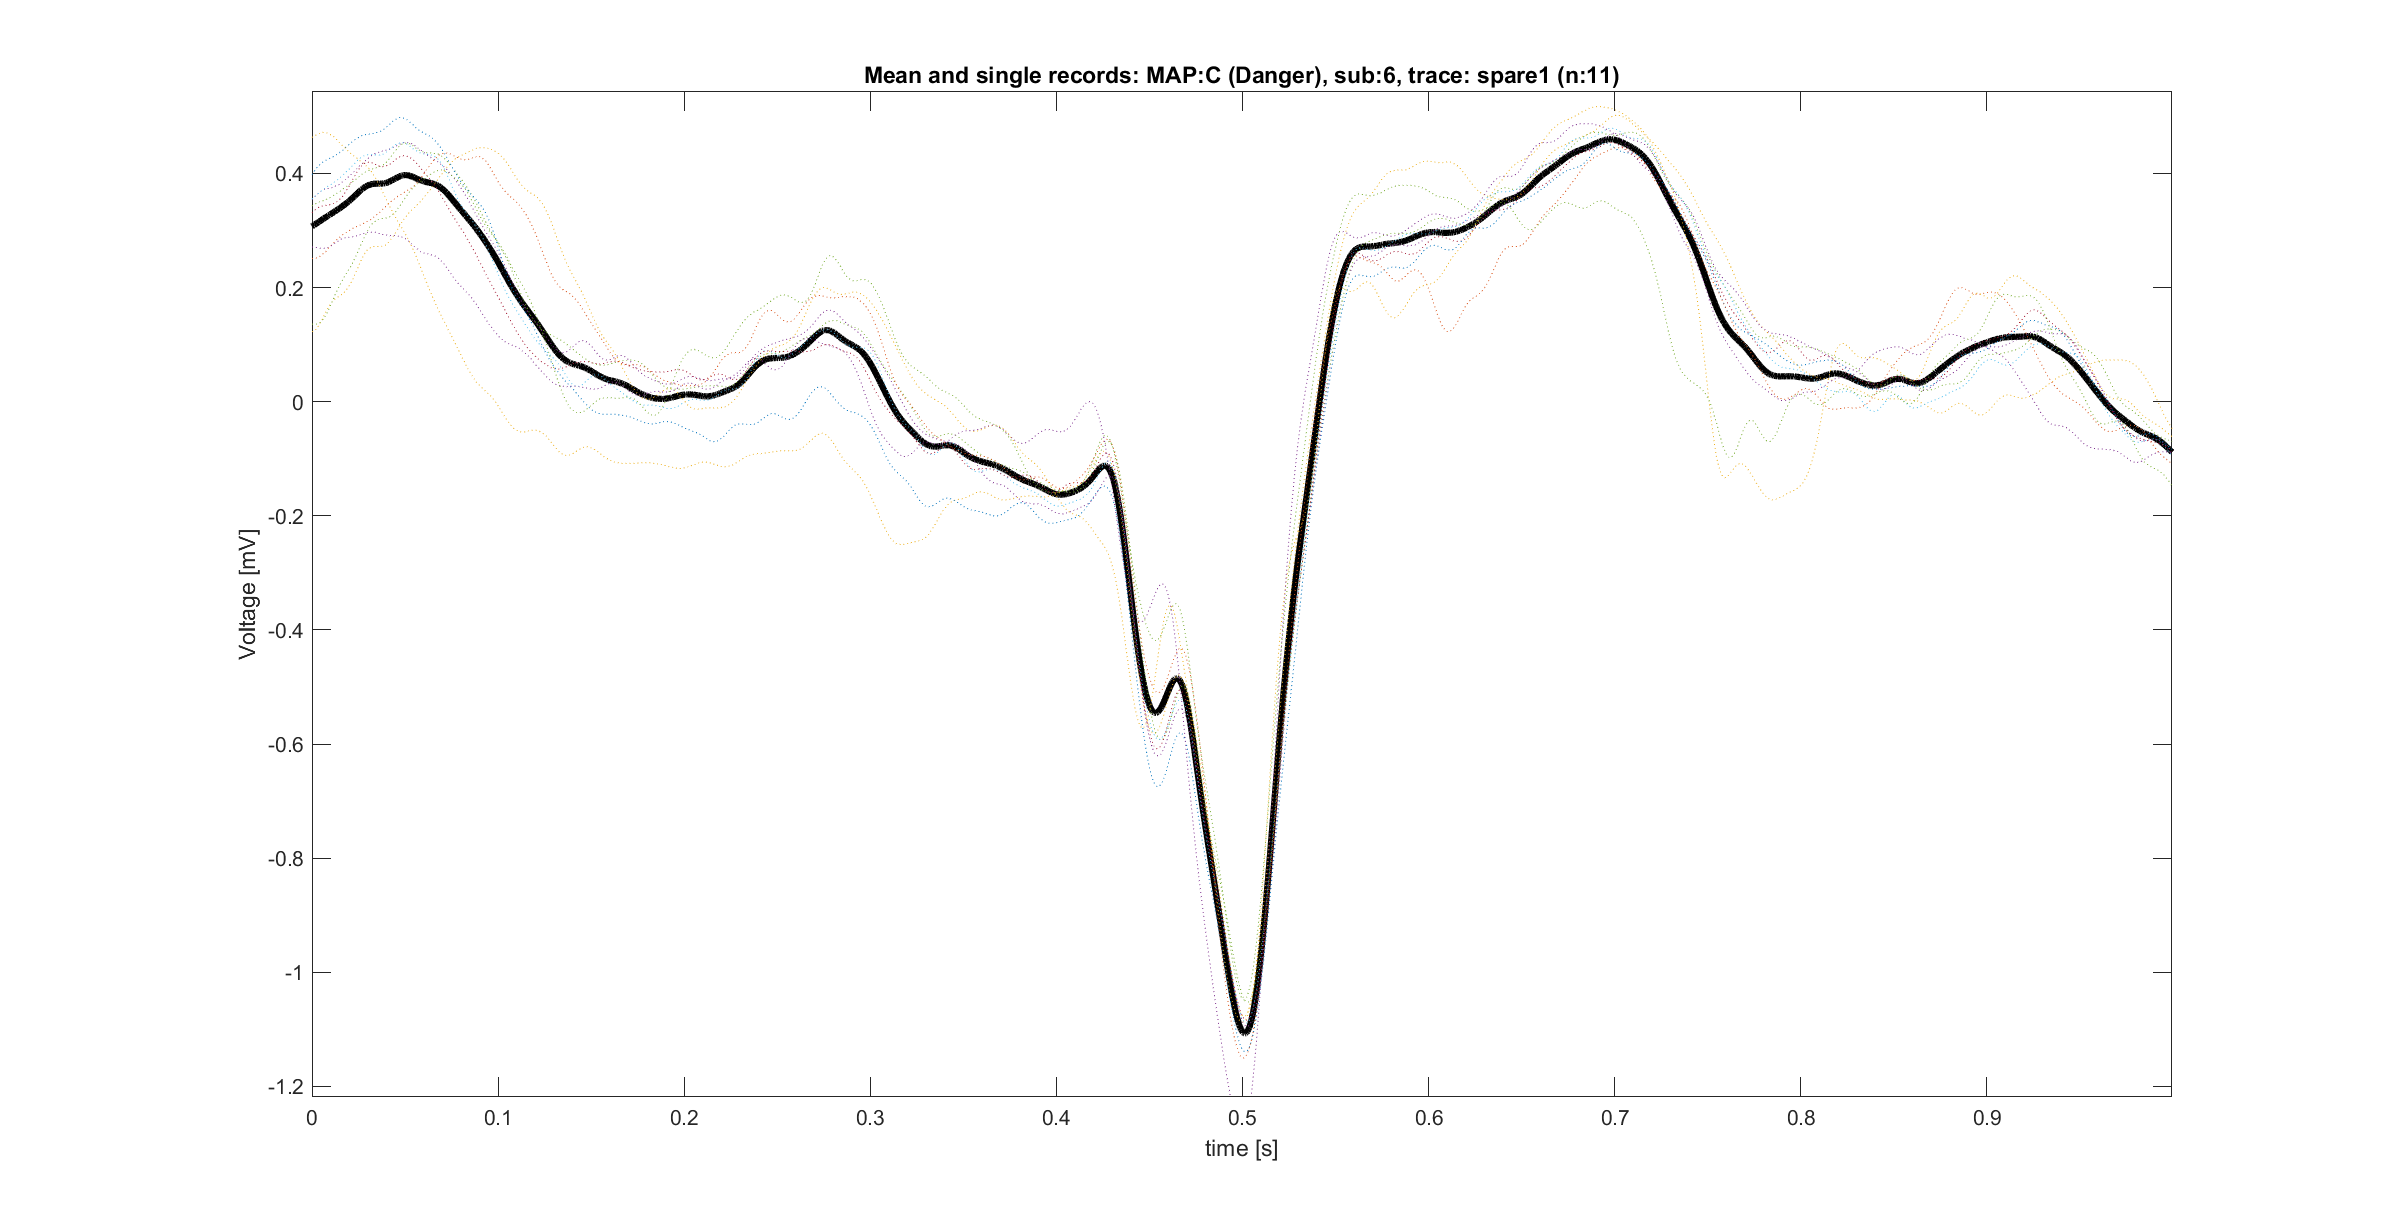 Mean and single records: MAP:C (Danger), sub:6, trace: spare1 (n:11)
0.4
0.2
0
-0.2
-0.4
-0.6
-0.8
-1
-1.2
Voltage [mV]
0 0.1 0.2 0.3 0.4 0.5 0.6 0.7 0.8 0.9
time [s]